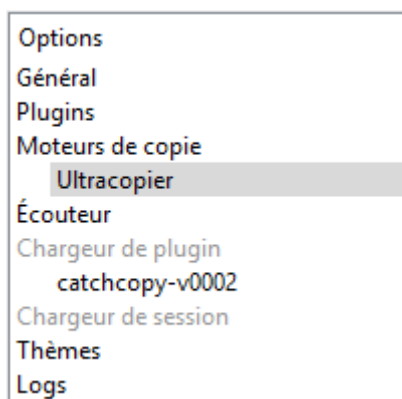 Options
Général
Plugins
Moteurs de copie
Ultracopier
Écouteur
Chargeur de plugin
catchcopy-v0002
Chargeur de session
Thèmes
Logs